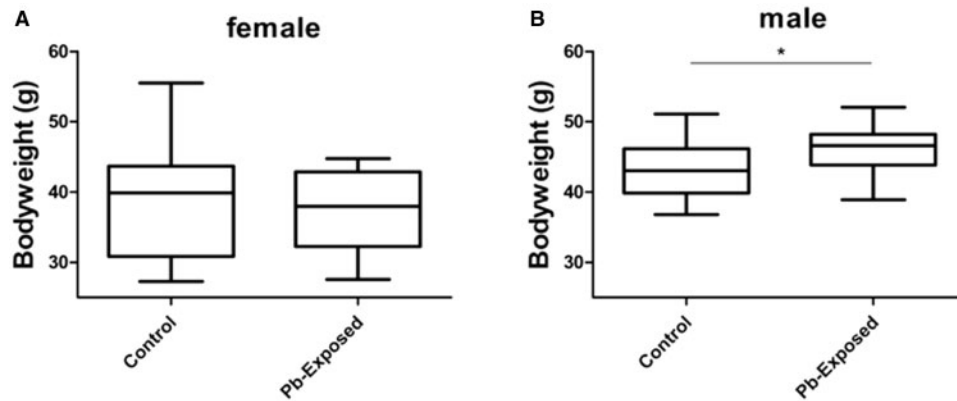 A
female
Bodyweight (g)
60
50
40
30
Control
Pb-Exposed
B
male
*
Bodyweight (g)
60
50
40
30
Control
Pb-Exposed